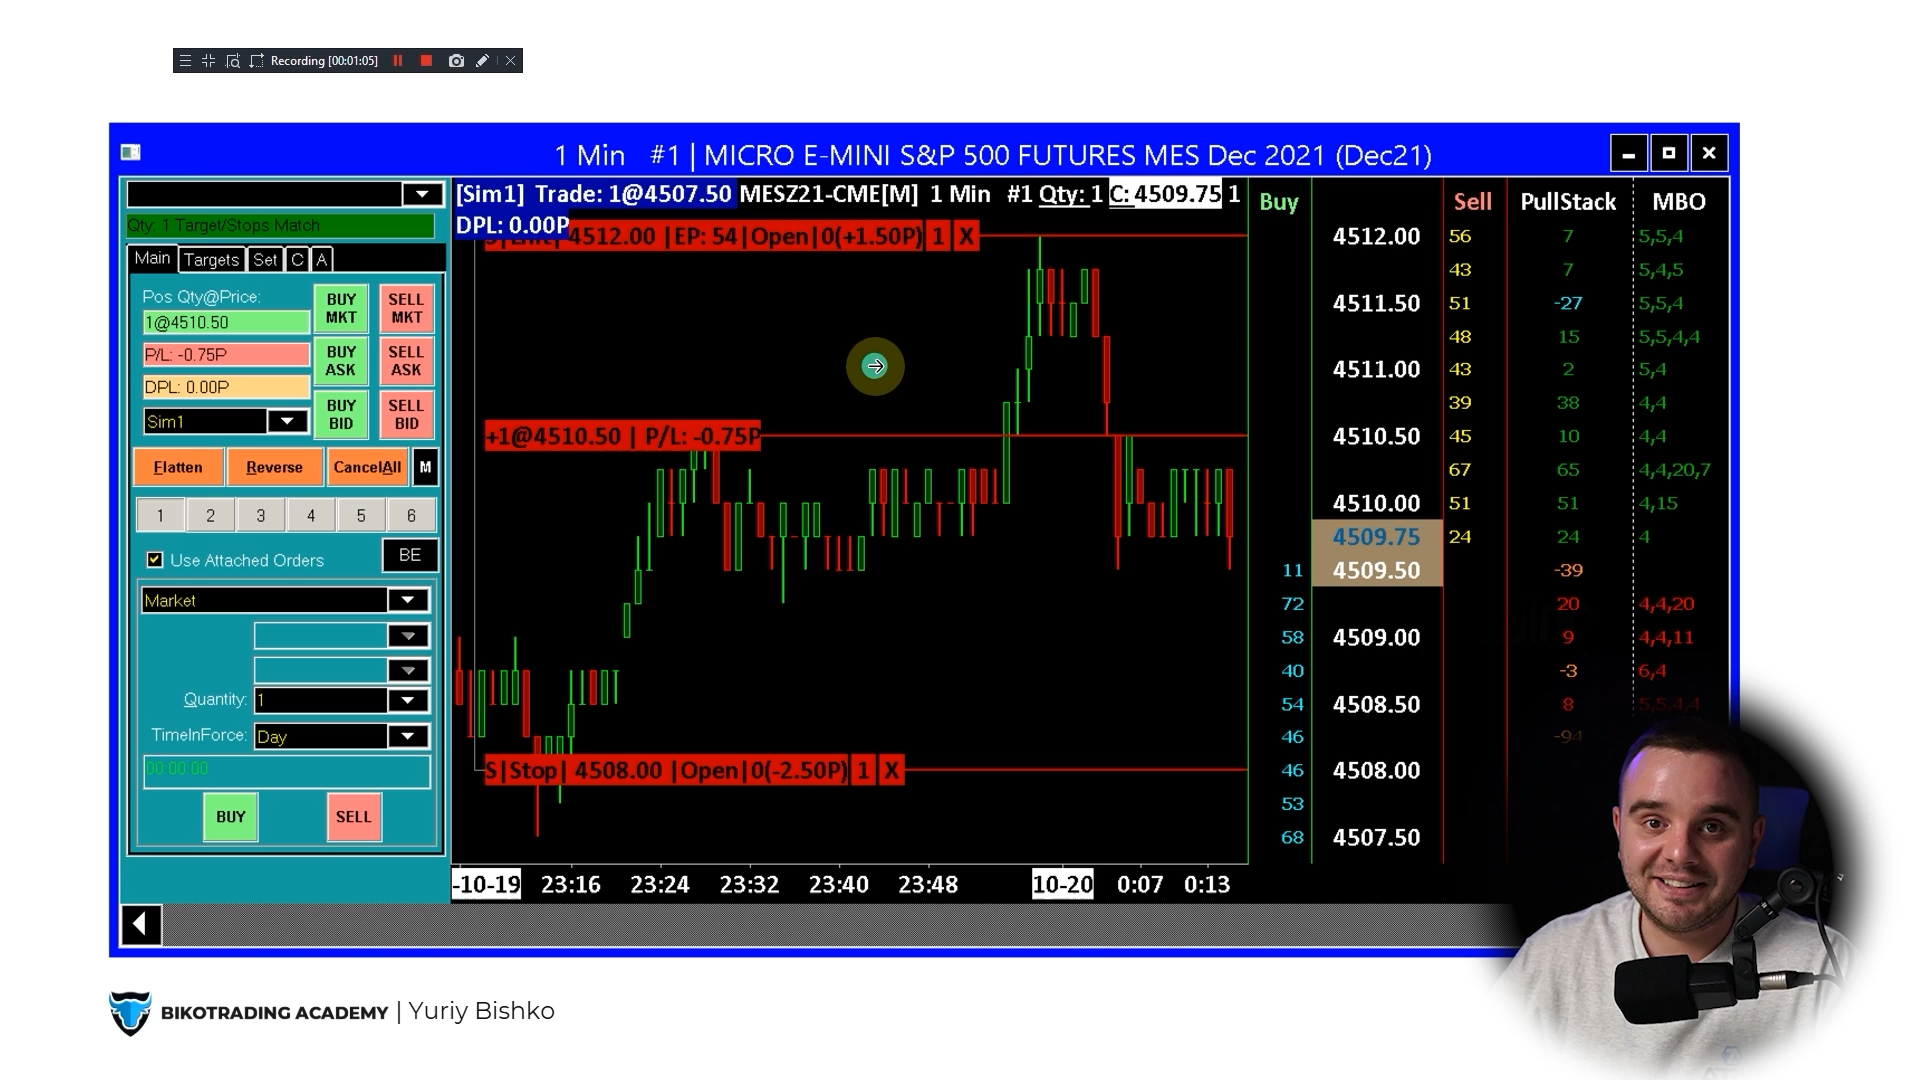 Recording [00:01:05]
1 Min #1 | MICRO E-MINI S&P 500 FUTURES MES Dec 2021 (Dec21)
Qty: 1 Target/Stops Match
Main Targets Set C A
Pos Qty@Price:
1@4510.50
P/L: -0.75P
DPL: 0.00P
Sim1
BUY MKT
SELL MKT
BUY ASK
SELL ASK
BUY BID
SELL BID
Flatten Reverse CancelAll M
1 2 3 4 5 6
Use Attached Orders BE
Market
Quantity: 1
TimeInForce: Day
00:00:00
BUY SELL
[Sim1] Trade: 1@4507.50 MESZ21-CME[M] 1 Min #1 Qty: 1 C: 4509.75 1
DPL: 0.00P
4512.00 |EP: 54|Open|0(+1.50P) 1 X
+1@4510.50 | P/L: -0.75P
S|Stop| 4508.00 |Open|0(-2.50P) 1 X
-10-19 23:16 23:24 23:32 23:40 23:48 10-20 0:07 0:13
Buy Sell PullStack MBO
4512.00 56 7 5,5,4
43 7 5,4,5
4511.50 51 -27 5,5,4
48 15 5,5,4,4
4511.00 43 2 5,4
39 38 4,4
4510.50 45 10 4,4
67 65 4,4,20,7
4510.00 51 51 4,15
4509.75 24 24 4
11 4509.50 -39
72 20 4,4,20
58 4509.00 9 4,4,11
40 -3 6,4
54 4508.50 8 5,5,4,4
46 -94
46 4508.00
53
68 4507.50
BIKOTRADING ACADEMY | Yuriy Bishko